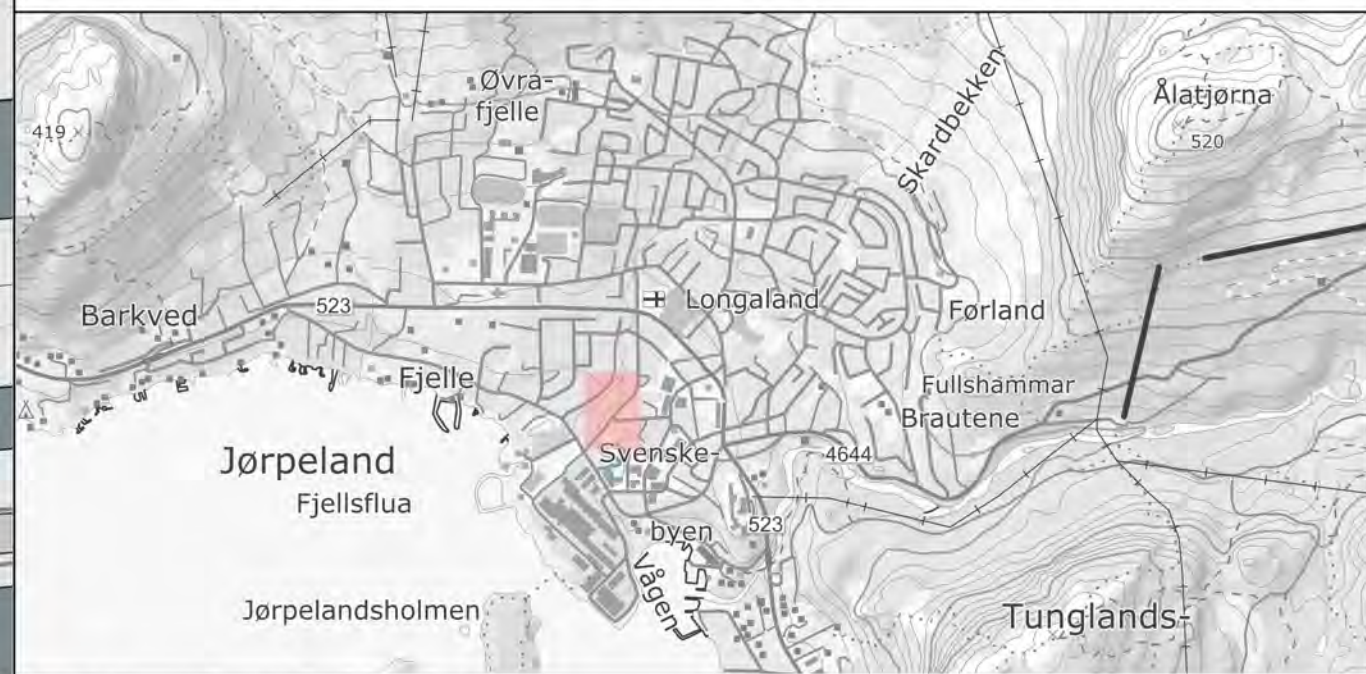 Øvra-
fjelle
Skardbekken
Ålatjørna
419
520
Barkved
523
Longaland
Førland
Fjelle
Fullshammar
Brautene
Jørpeland
Svenske-
4644
Fjellsflua
byen
523
Vågen
Jørpelandsholmen
Tunglands-